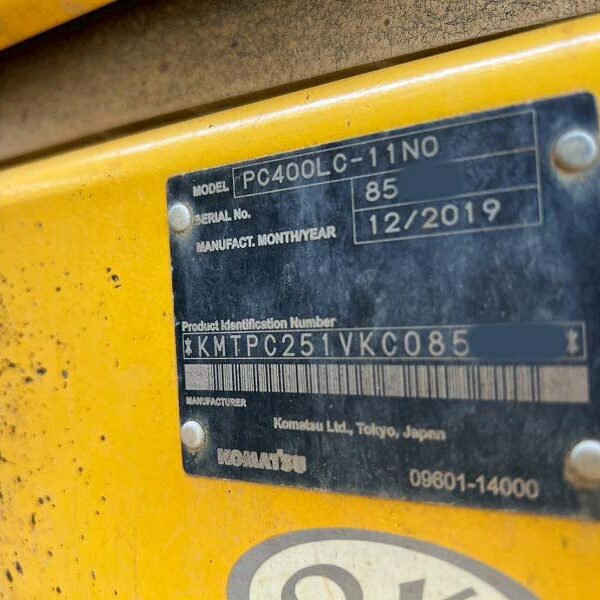 MODEL PC400LC-11N0
SERIAL No. 85
MANUFACT. MONTH/YEAR 12/2019
Product Identification Number
*KMTPC251VKC085 *
MANUFACTURER
Komatsu Ltd., Tokyo, Japan
KOMATSU
09601-14000